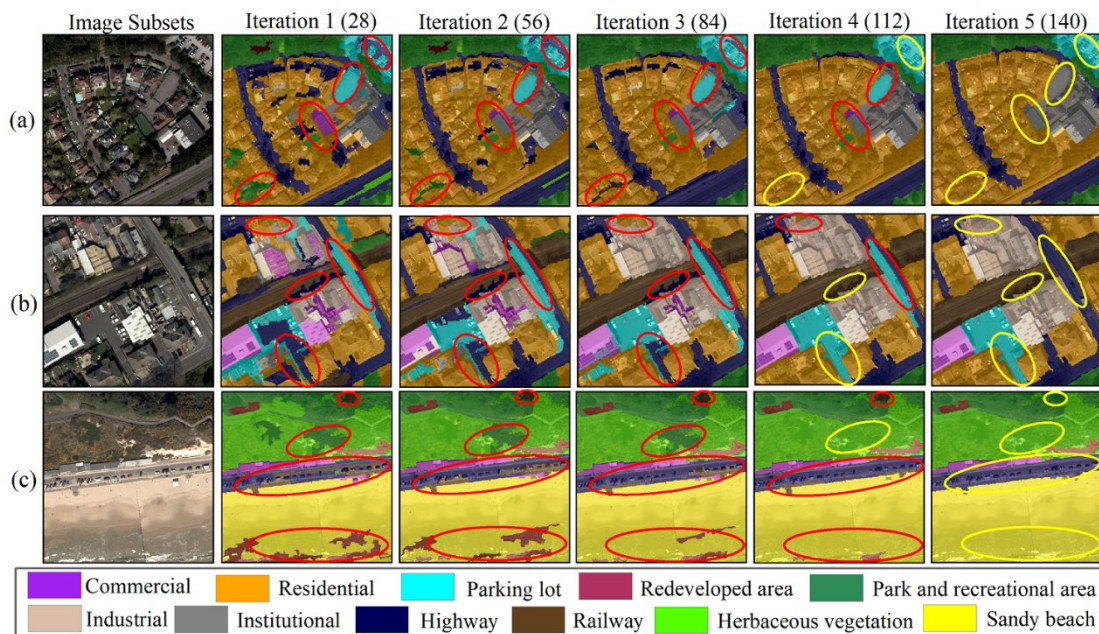 Image Subsets Iteration 1 (28) Iteration 2 (56) Iteration 3 (84) Iteration 4 (112) Iteration 5 (140)
(a)
(b)
(c)
Commercial Residential Parking lot Redeveloped area Park and recreational area
Industrial Institutional Highway Railway Herbaceous vegetation Sandy beach